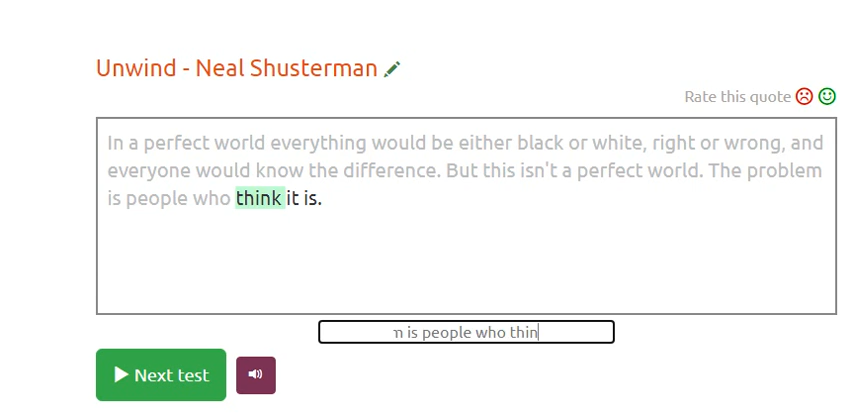 Unwind - Neal Shusterman
Rate this quote
In a perfect world everything would be either black or white, right or wrong, and
everyone would know the difference. But this isn't a perfect world. The problem
is people who think it is.
is people who thin
Next test